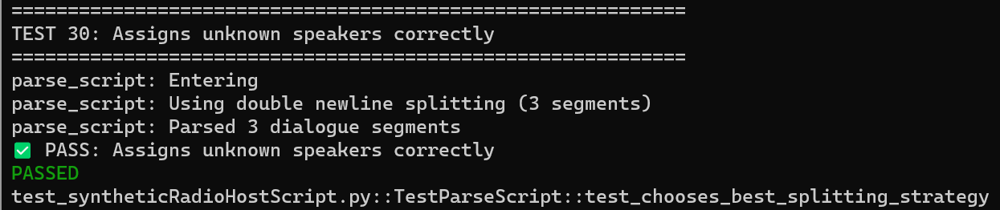 ============================================================
TEST 30: Assigns unknown speakers correctly
============================================================
parse_script: Entering
parse_script: Using double newline splitting (3 segments)
parse_script: Parsed 3 dialogue segments
✅ PASS: Assigns unknown speakers correctly
PASSED
test_syntheticRadioHostScript.py::TestParseScript::test_chooses_best_splitting_strategy